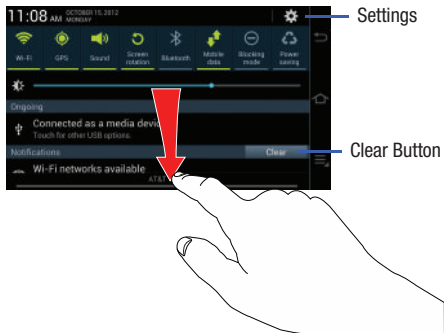 11:08 AM OCTOBER 15, 2012 MONDAY
Settings
Wi-Fi GPS Sound Screen rotation Bluetooth Mobile data Blocking mode Power saving
Ongoing
Connected as a media devi
Touch for other USB options.
Notifications Clear
Clear Button
Wi-Fi networks available
AT&T